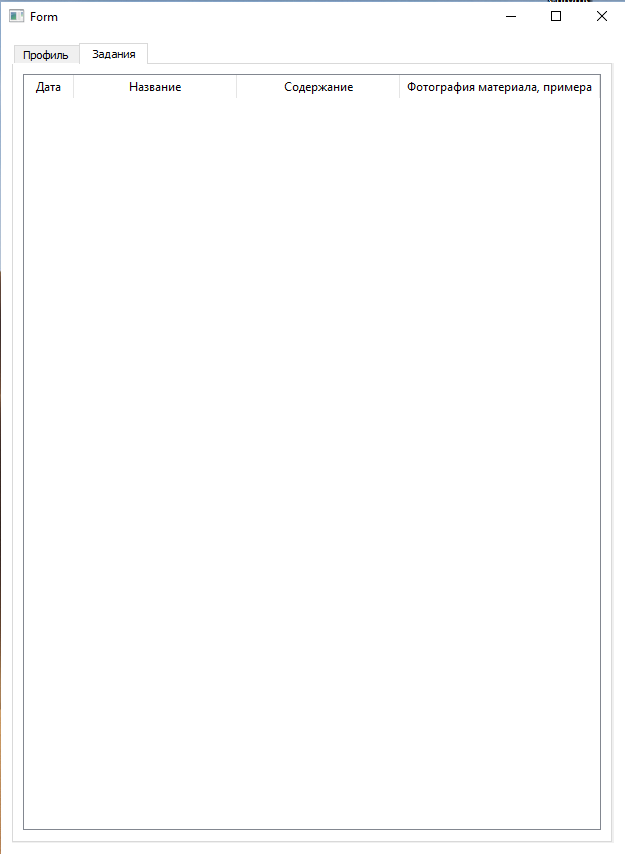 Form
Профиль Задания
Дата Название Содержание Фотография материала, примера